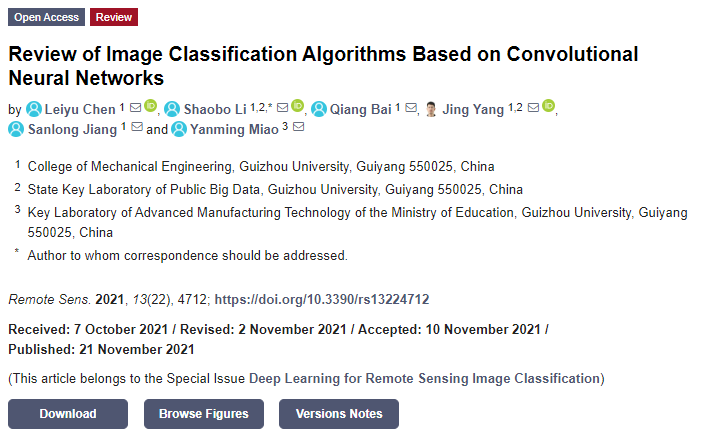 Open Access Review
Review of Image Classification Algorithms Based on Convolutional
Neural Networks
by Leiyu Chen 1, Shaobo Li 1,2,*, Qiang Bai 1, Jing Yang 1,2,
Sanlong Jiang 1 and Yanming Miao 3
1 College of Mechanical Engineering, Guizhou University, Guiyang 550025, China
2 State Key Laboratory of Public Big Data, Guizhou University, Guiyang 550025, China
3 Key Laboratory of Advanced Manufacturing Technology of the Ministry of Education, Guizhou University, Guiyang
550025, China
* Author to whom correspondence should be addressed.
Remote Sens. 2021, 13(22), 4712; https://doi.org/10.3390/rs13224712
Received: 7 October 2021 / Revised: 2 November 2021 / Accepted: 10 November 2021 /
Published: 21 November 2021
(This article belongs to the Special Issue Deep Learning for Remote Sensing Image Classification)
Download Browse Figures Versions Notes